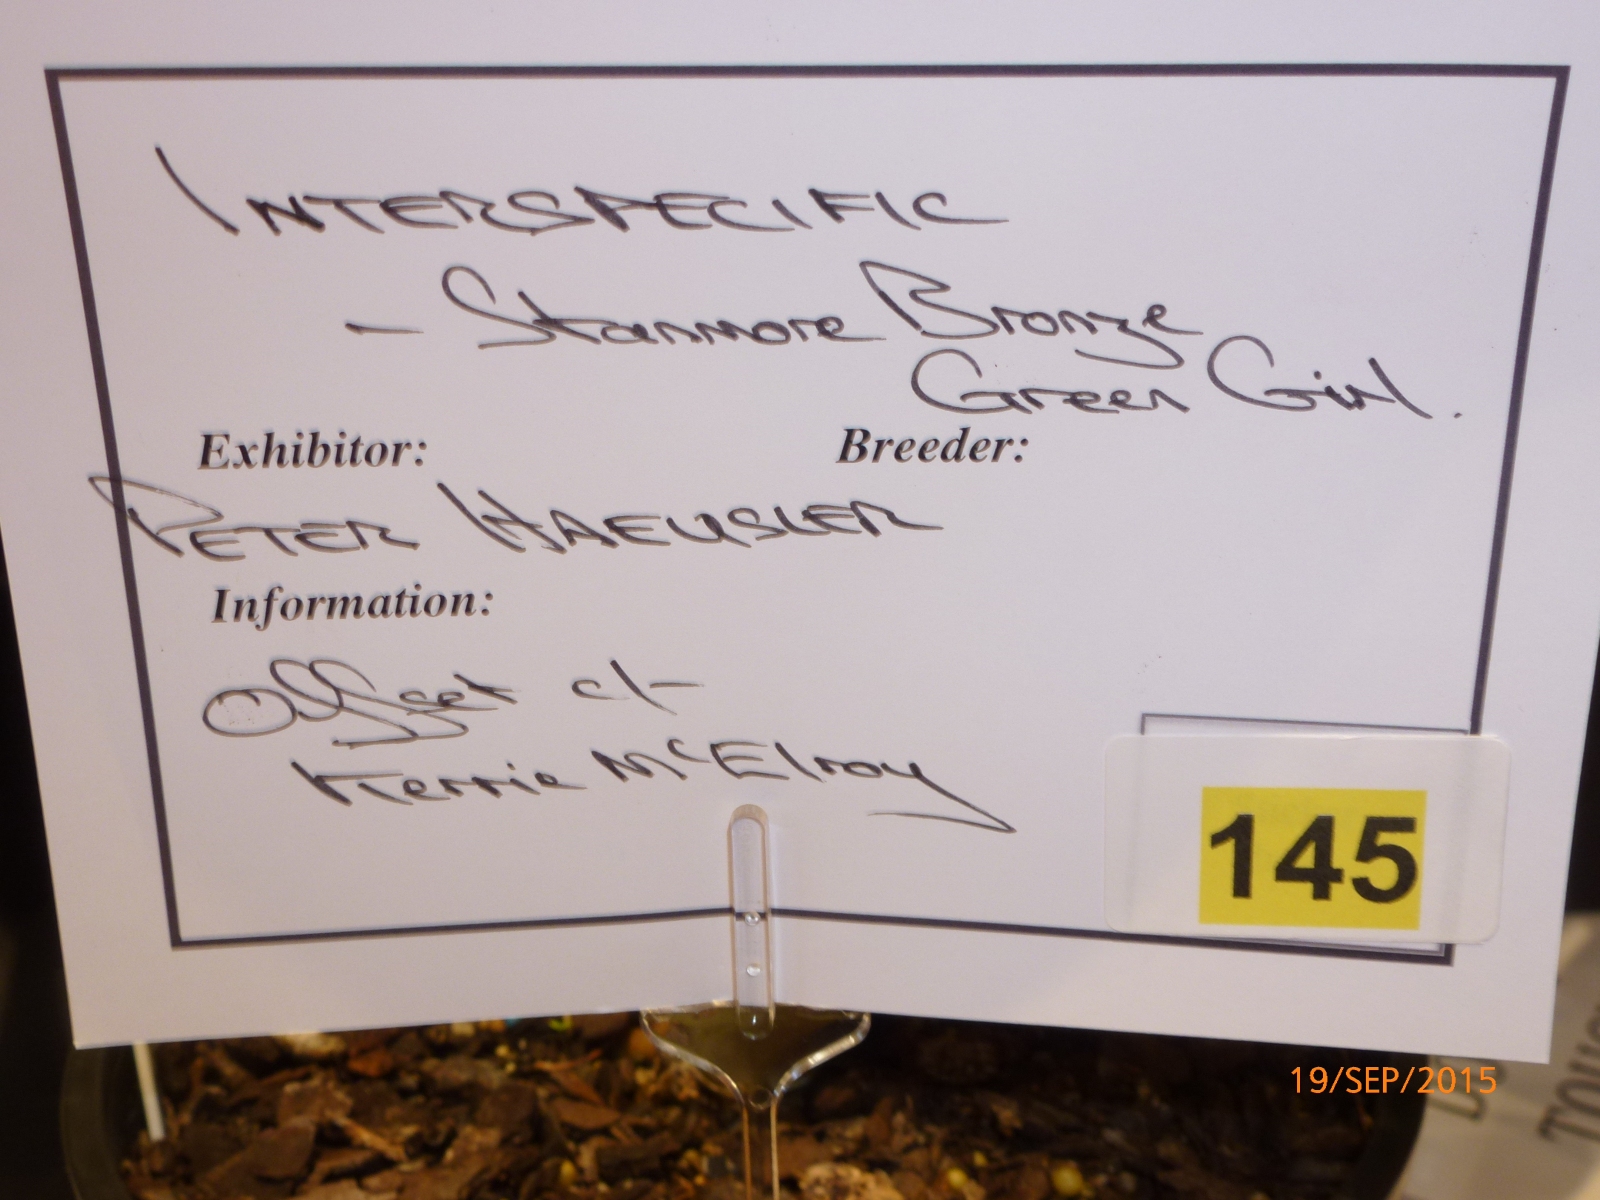 INTERSPECIFIC
- Stanmore Bronze
Green Girl.
Exhibitor: Breeder:
PETER HAEUSLER
Information:
Offset c/-
Kerrie McElroy
145
19/SEP/2015